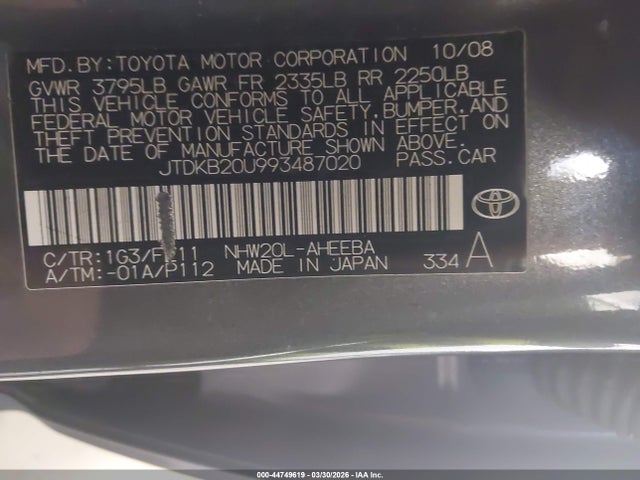 MFD. BY: TOYOTA MOTOR CORPORATION 10/08
GVWR 3795LB GAWR FR 2335LB RR 2250LB
THIS VEHICLE CONFORMS TO ALL APPLICABLE
FEDERAL MOTOR VEHICLE SAFETY, BUMPER, AND
THEFT PREVENTION STANDARDS IN EFFECT ON
THE DATE OF MANUFACTURE SHOWN ABOVE.
JTDKB20U993487020 PASS. CAR
C/TR: 1G3/FE11 NHW20L-AHEEBA
A/TM: -01A/P112 MADE IN JAPAN 334 A
000-44749619 - 03/30/2026 - IAA Inc.